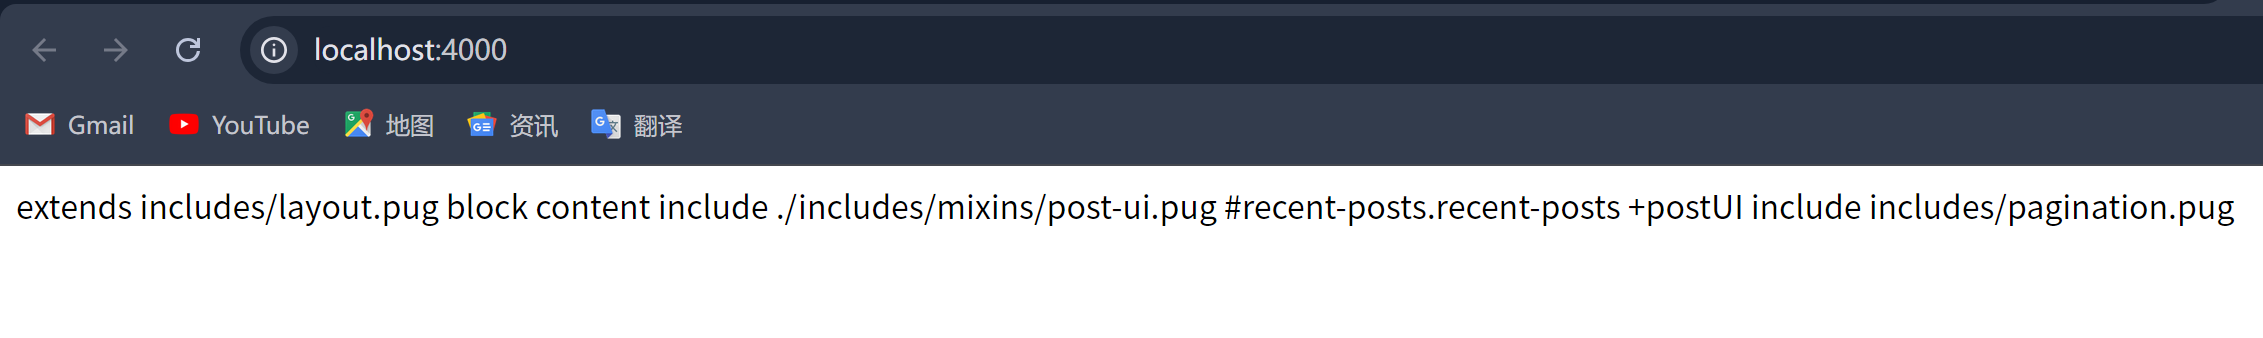 localhost:4000
Gmail YouTube 地图 资讯 翻译
extends includes/layout.pug block content include ./includes/mixins/post-ui.pug #recent-posts.recent-posts +postUI include includes/pagination.pug